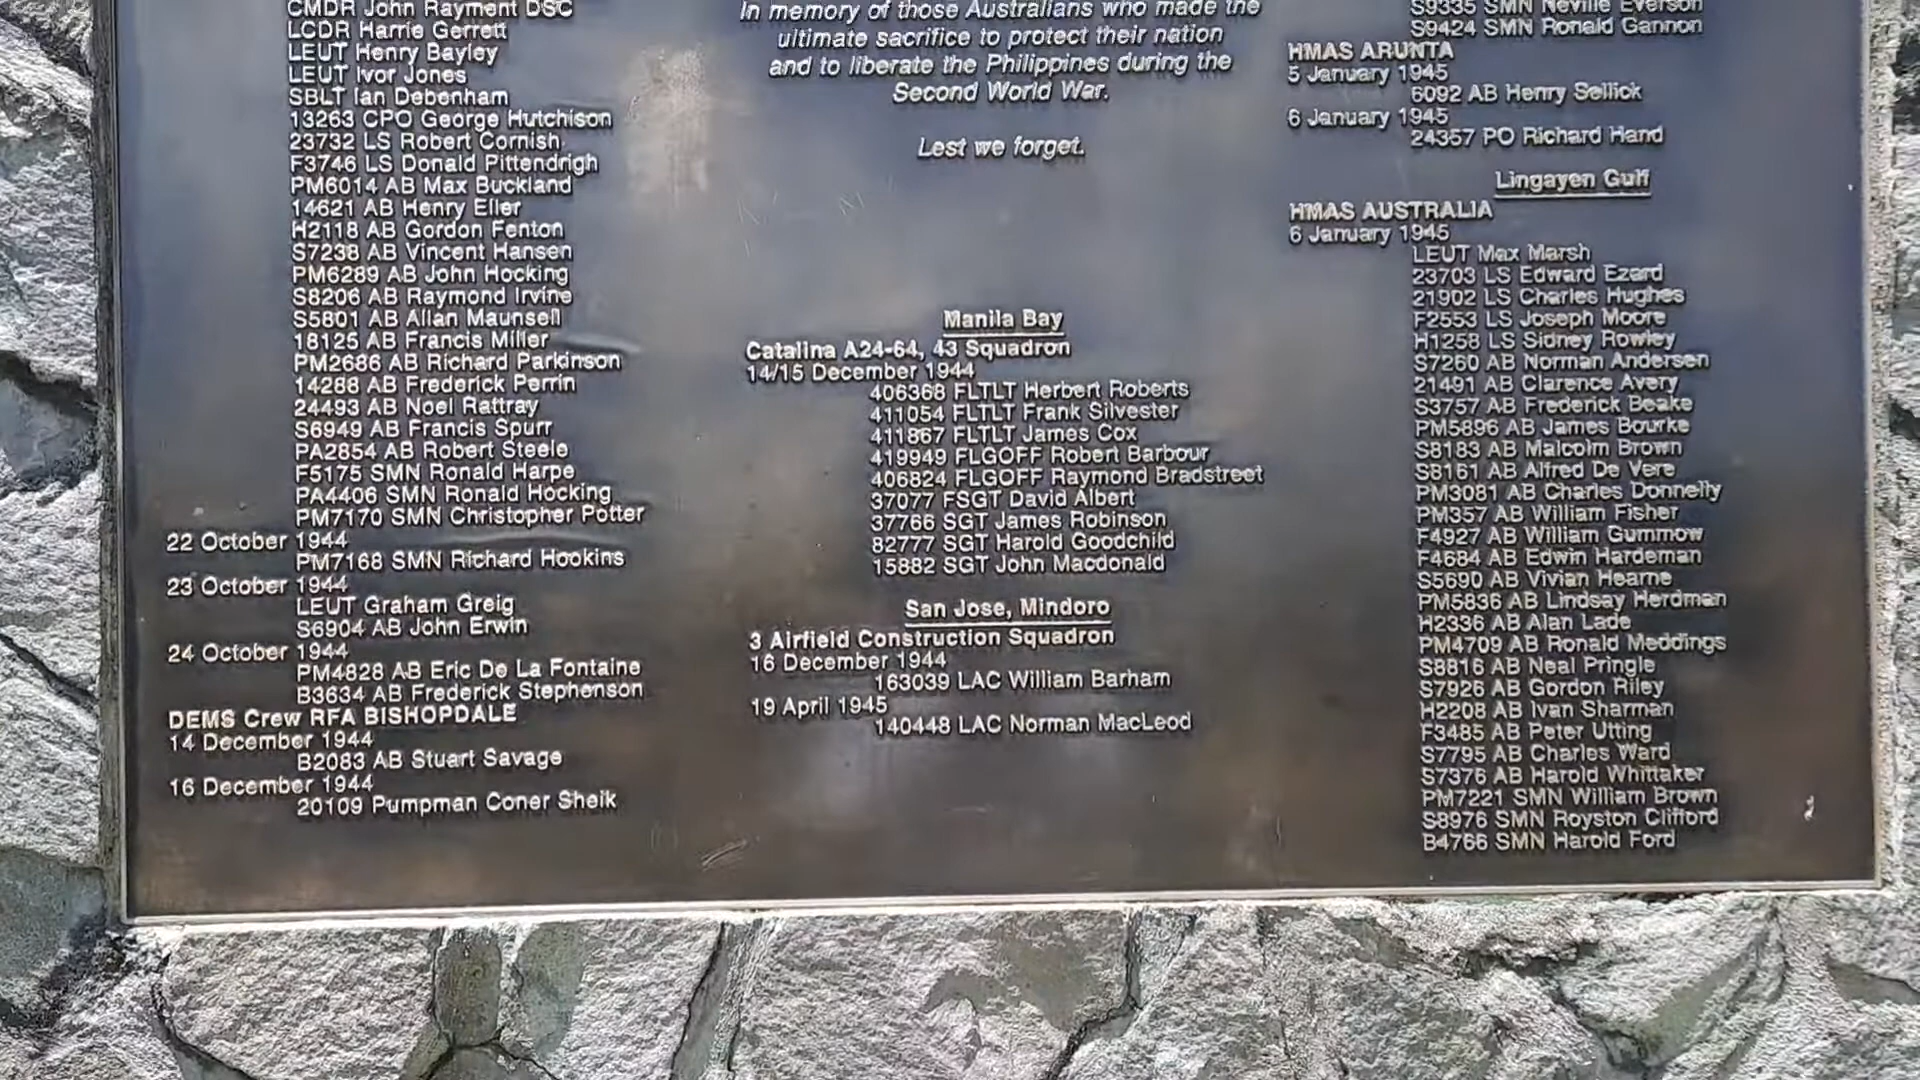 CMDR John Rayment DSC
LCDR Harrie Gerrett
LEUT Henry Bayley
LEUT Ivor Jones
SBLT Ian Debenham
13263 CPO George Hutchison
23732 LS Robert Cornish
F3746 LS Donald Pittendrigh
PM6014 AB Max Buckland
14621 AB Henry Eller
H2118 AB Gordon Fenton
S7238 AB Vincent Hansen
PM6289 AB John Hocking
S8206 AB Raymond Irvine
S5801 AB Allan Maunsell
18125 AB Francis Miller
PM2686 AB Richard Parkinson
14288 AB Frederick Perrin
24493 AB Noel Rattray
S6949 AB Francis Spurr
PA2854 AB Robert Steele
F5175 SMN Ronald Harpe
PA4406 SMN Ronald Hocking
PM7170 SMN Christopher Potter
22 October 1944
PM7168 SMN Richard Hookins
23 October 1944
LEUT Graham Greig
S6904 AB John Erwin
24 October 1944
PM4828 AB Eric De La Fontaine
B3634 AB Frederick Stephenson
DEMS Crew RFA BISHOPDALE
14 December 1944
B2083 AB Stuart Savage
16 December 1944
20109 Pumpman Coner Sheik
In memory of those Australians who made the
ultimate sacrifice to protect their nation
and to liberate the Philippines during the
Second World War.
Lest we forget.
Manila Bay
Catalina A24-64, 43 Squadron
14/15 December 1944
406368 FLTLT Herbert Roberts
411054 FLTLT Frank Silvester
411867 FLTLT James Cox
419949 FLGOFF Robert Barbour
406824 FLGOFF Raymond Bradstreet
37077 FSGT David Albert
37766 SGT James Robinson
82777 SGT Harold Goodchild
15882 SGT John Macdonald
San Jose, Mindoro
3 Airfield Construction Squadron
16 December 1944
163039 LAC William Barham
19 April 1945
140448 LAC Norman MacLeod
S9335 SMN Neville Everson
S9424 SMN Ronald Gannon
HMAS ARUNTA
5 January 1945
6092 AB Henry Sellick
6 January 1945
24357 PO Richard Hand
Lingayen Gulf
HMAS AUSTRALIA
6 January 1945
LEUT Max Marsh
23703 LS Edward Ezard
21902 LS Charles Hughes
F2553 LS Joseph Moore
H1258 LS Sidney Rowley
S7260 AB Norman Andersen
21491 AB Clarence Avery
S3757 AB Frederick Beake
PM5896 AB James Bourke
S8183 AB Malcolm Brown
S8161 AB Alfred De Vere
PM3081 AB Charles Donnelly
PM357 AB William Fisher
F4927 AB William Gummow
F4684 AB Edwin Hardeman
S5690 AB Vivian Hearne
PM5836 AB Lindsay Herdman
H2336 AB Alan Lade
PM4709 AB Ronald Meddings
S8816 AB Neal Pringle
S7926 AB Gordon Riley
H2208 AB Ivan Sharman
F3485 AB Peter Utting
S7795 AB Charles Ward
S7376 AB Harold Whittaker
PM7221 SMN William Brown
S8976 SMN Royston Clifford
B4766 SMN Harold Ford